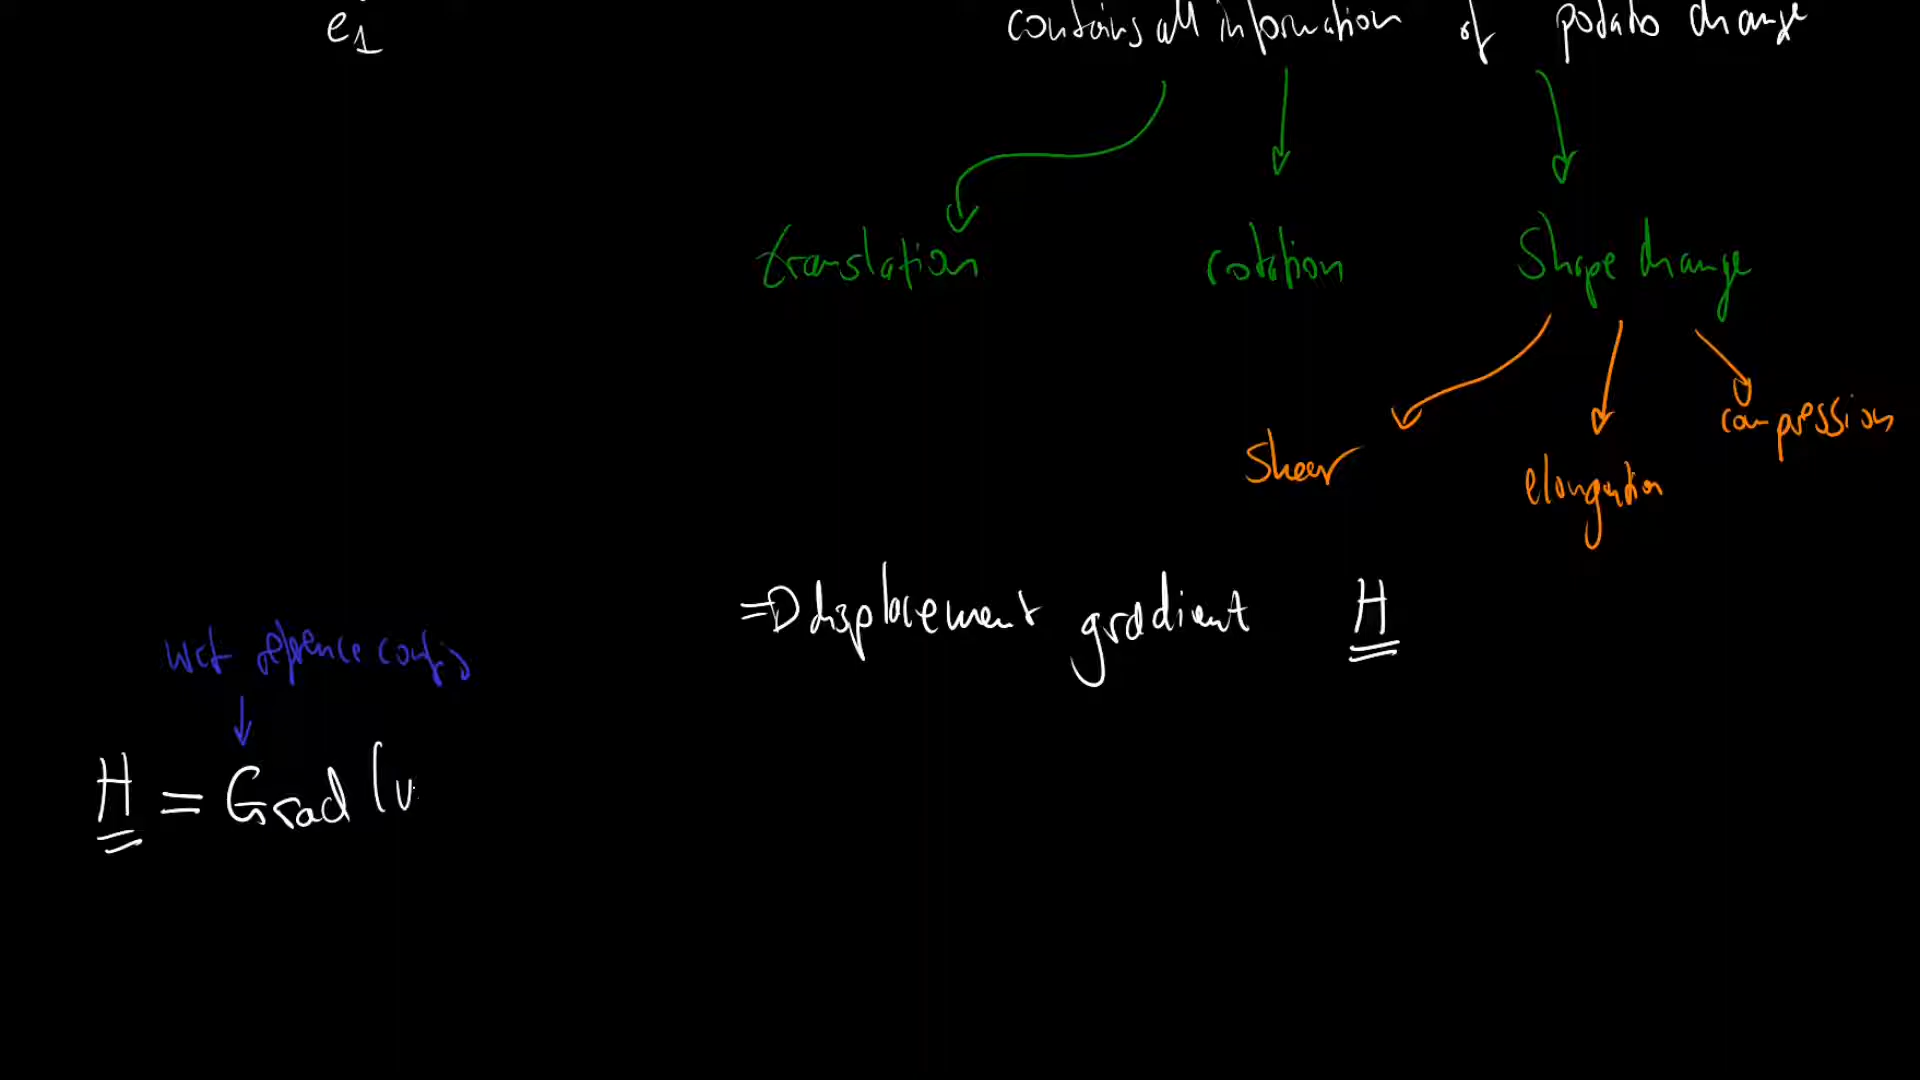 e1
contains all information of potato change
translation rotation Shape change
compression
Shear
elongation
=> displacement gradient H
wrt reference config
H = Grad (u